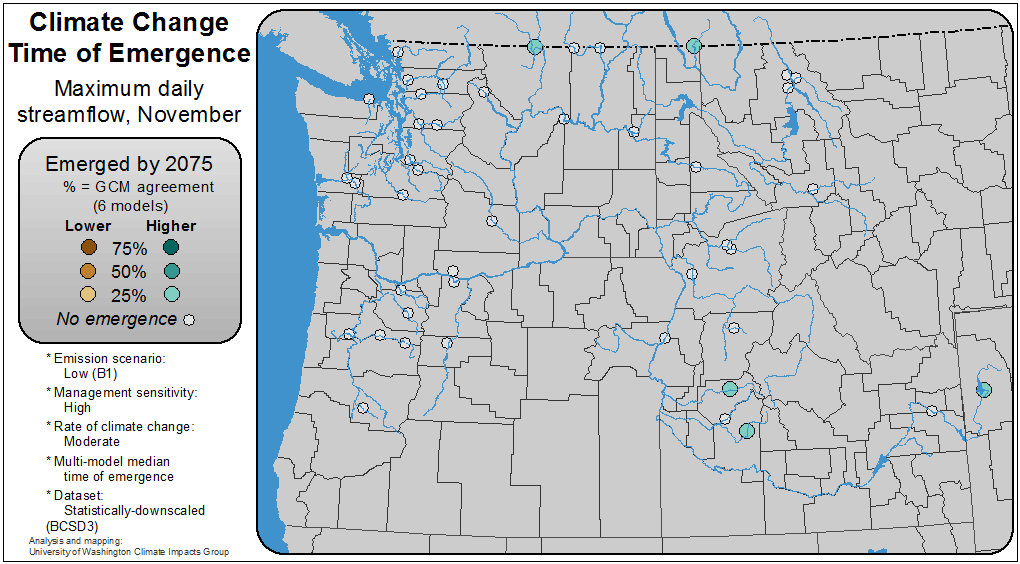 Climate Change
Time of Emergence
Maximum daily
streamflow, November
Emerged by 2075
% = GCM agreement
(6 models)
Lower Higher
75%
50%
25%
No emergence
* Emission scenario:
Low (B1)
* Management sensitivity:
High
* Rate of climate change:
Moderate
* Multi-model median
time of emergence
* Dataset:
Statistically-downscaled
(BCSD3)
Analysis and mapping:
University of Washington Climate Impacts Group